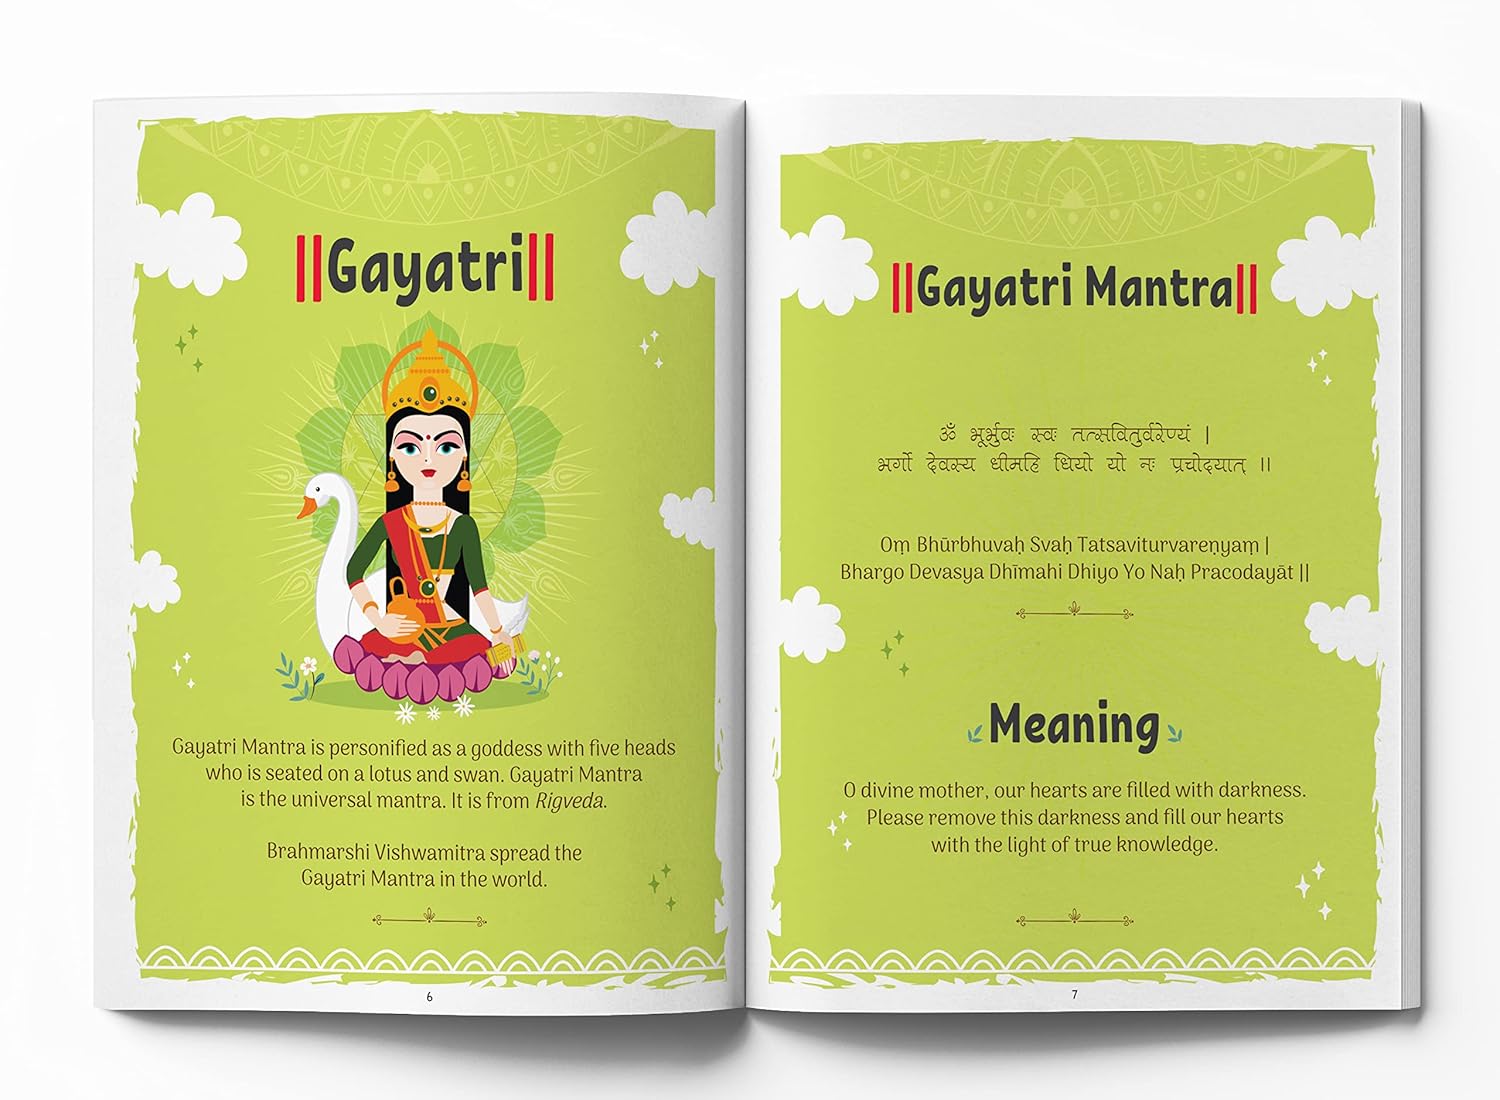 ||Gayatri||
Gayatri Mantra is personified as a goddess with five heads
who is seated on a lotus and swan. Gayatri Mantra
is the universal mantra. It is from Rigveda.
Brahmarshi Vishwamitra spread the
Gayatri Mantra in the world.
6
||Gayatri Mantra||
ॐ भूर्भुवः स्वः तत्सवितुर्वरेण्यं |
भर्गो देवस्य धीमहि धियो यो नः प्रचोदयात् ।।
Oṃ Bhūrbhuvaḥ Svaḥ Tatsaviturvareṇyaṃ |
Bhargo Devasya Dhīmahi Dhiyo Yo Naḥ Pracodayāt ||
Meaning
O divine mother, our hearts are filled with darkness.
Please remove this darkness and fill our hearts
with the light of true knowledge.
7